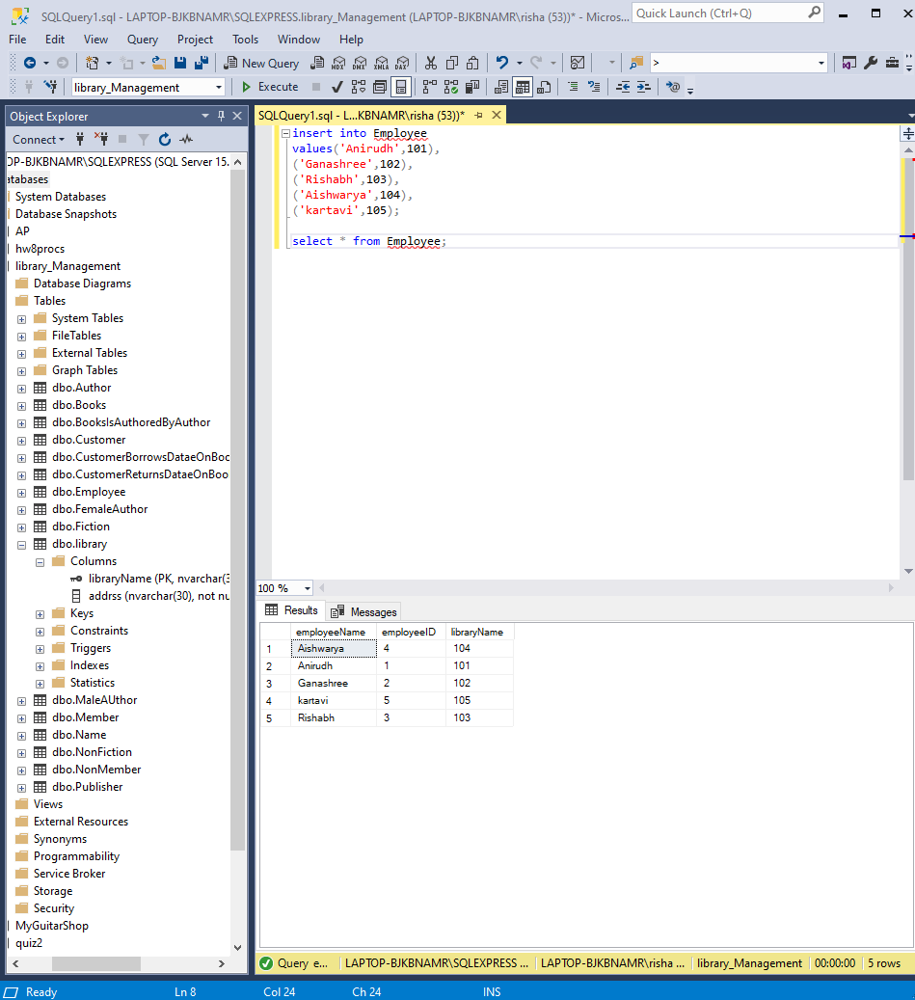 SQLQuery1.sql - LAPTOP-BJKBNAMR\SQLEXPRESS.library_Management (LAPTOP-BJKBNAMR\risha (53))* - Micros...
Quick Launch (Ctrl+Q)
File Edit View Query Project Tools Window Help
New Query MDX DMX XMLA DAX >
library_Management Execute
Object Explorer
SQLQuery1.sql - L...KBNAMR\risha (53))*
Connect
OP-BJKBNAMR\SQLEXPRESS (SQL Server 15.
atabases
System Databases
Database Snapshots
AP
hw8procs
library_Management
Database Diagrams
Tables
System Tables
FileTables
External Tables
Graph Tables
dbo.Author
dbo.Books
dbo.BooksIsAuthoredByAuthor
dbo.Customer
dbo.CustomerBorrowsDataeOnBoo
dbo.CustomerReturnsDataeOnBoo
dbo.Employee
dbo.FemaleAuthor
dbo.Fiction
dbo.library
Columns
libraryName (PK, nvarchar(3
addrss (nvarchar(30), not nu
Keys
Constraints
Triggers
Indexes
Statistics
dbo.MaleAUthor
dbo.Member
dbo.Name
dbo.NonFiction
dbo.NonMember
dbo.Publisher
Views
External Resources
Synonyms
Programmability
Service Broker
Storage
Security
MyGuitarShop
quiz2
insert into Employee
values('Anirudh',101),
('Ganashree',102),
('Rishabh',103),
('Aishwarya',104),
('kartavi',105);
select * from Employee;
100 %
Results Messages
employeeName employeeID libraryName
1 Aishwarya 4 104
2 Anirudh 1 101
3 Ganashree 2 102
4 kartavi 5 105
5 Rishabh 3 103
Query e... LAPTOP-BJKBNAMR\SQLEXPRESS ... LAPTOP-BJKBNAMR\risha ... library_Management 00:00:00 5 rows
Ready Ln 8 Col 24 Ch 24 INS